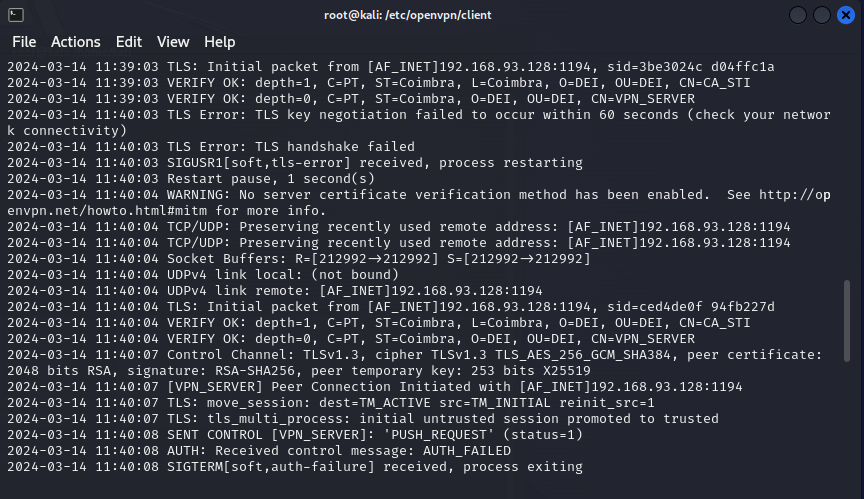 root@kali: /etc/openvpn/client
File Actions Edit View Help
2024-03-14 11:39:03 TLS: Initial packet from [AF_INET]192.168.93.128:1194, sid=3be3024c d04ffc1a
2024-03-14 11:39:03 VERIFY OK: depth=1, C=PT, ST=Coimbra, L=Coimbra, O=DEI, OU=DEI, CN=CA_STI
2024-03-14 11:39:03 VERIFY OK: depth=0, C=PT, ST=Coimbra, O=DEI, OU=DEI, CN=VPN_SERVER
2024-03-14 11:40:03 TLS Error: TLS key negotiation failed to occur within 60 seconds (check your networ
k connectivity)
2024-03-14 11:40:03 TLS Error: TLS handshake failed
2024-03-14 11:40:03 SIGUSR1[soft,tls-error] received, process restarting
2024-03-14 11:40:03 Restart pause, 1 second(s)
2024-03-14 11:40:04 WARNING: No server certificate verification method has been enabled.  See http://op
envpn.net/howto.html#mitm for more info.
2024-03-14 11:40:04 TCP/UDP: Preserving recently used remote address: [AF_INET]192.168.93.128:1194
2024-03-14 11:40:04 TCP/UDP: Preserving recently used remote address: [AF_INET]192.168.93.128:1194
2024-03-14 11:40:04 Socket Buffers: R=[212992→212992] S=[212992→212992]
2024-03-14 11:40:04 UDPv4 link local: (not bound)
2024-03-14 11:40:04 UDPv4 link remote: [AF_INET]192.168.93.128:1194
2024-03-14 11:40:04 TLS: Initial packet from [AF_INET]192.168.93.128:1194, sid=ced4de0f 94fb227d
2024-03-14 11:40:04 VERIFY OK: depth=1, C=PT, ST=Coimbra, L=Coimbra, O=DEI, OU=DEI, CN=CA_STI
2024-03-14 11:40:04 VERIFY OK: depth=0, C=PT, ST=Coimbra, O=DEI, OU=DEI, CN=VPN_SERVER
2024-03-14 11:40:07 Control Channel: TLSv1.3, cipher TLSv1.3 TLS_AES_256_GCM_SHA384, peer certificate:
2048 bits RSA, signature: RSA-SHA256, peer temporary key: 253 bits X25519
2024-03-14 11:40:07 [VPN_SERVER] Peer Connection Initiated with [AF_INET]192.168.93.128:1194
2024-03-14 11:40:07 TLS: move_session: dest=TM_ACTIVE src=TM_INITIAL reinit_src=1
2024-03-14 11:40:07 TLS: tls_multi_process: initial untrusted session promoted to trusted
2024-03-14 11:40:08 SENT CONTROL [VPN_SERVER]: 'PUSH_REQUEST' (status=1)
2024-03-14 11:40:08 AUTH: Received control message: AUTH_FAILED
2024-03-14 11:40:08 SIGTERM[soft,auth-failure] received, process exiting